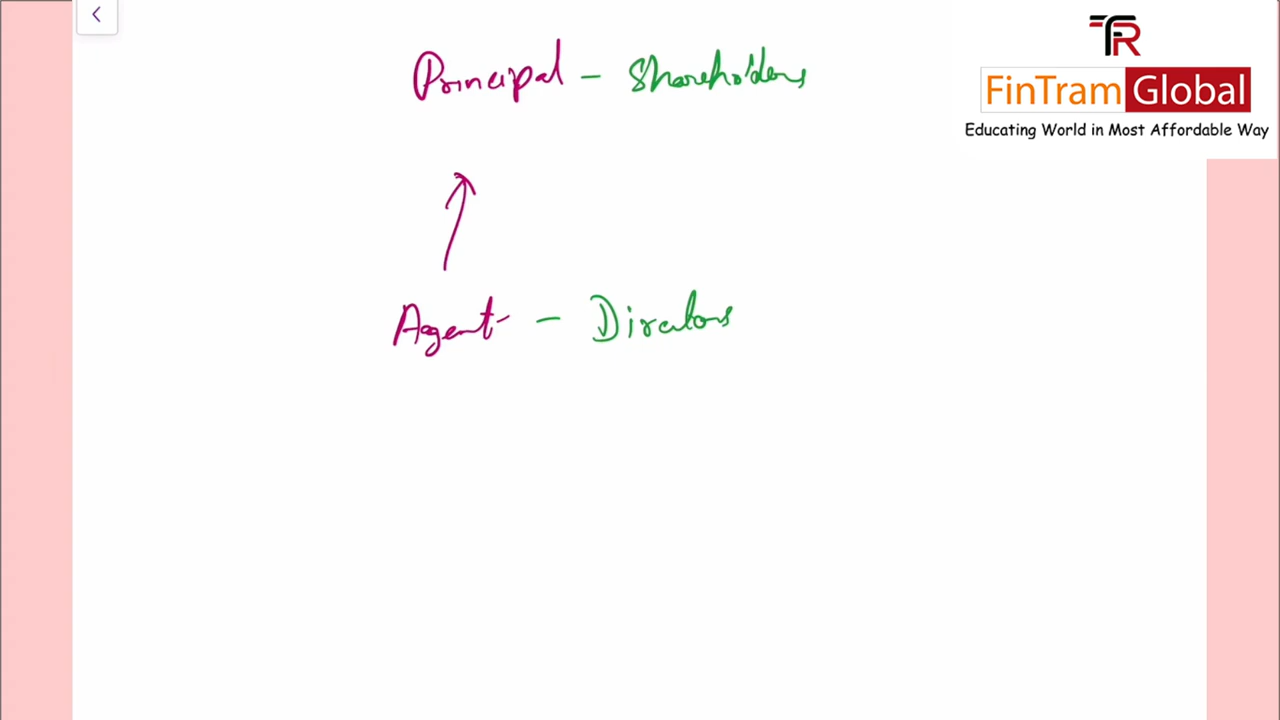 Principal - Shareholders
FinTram Global
Educating World in Most Affordable Way
Agent - Directors